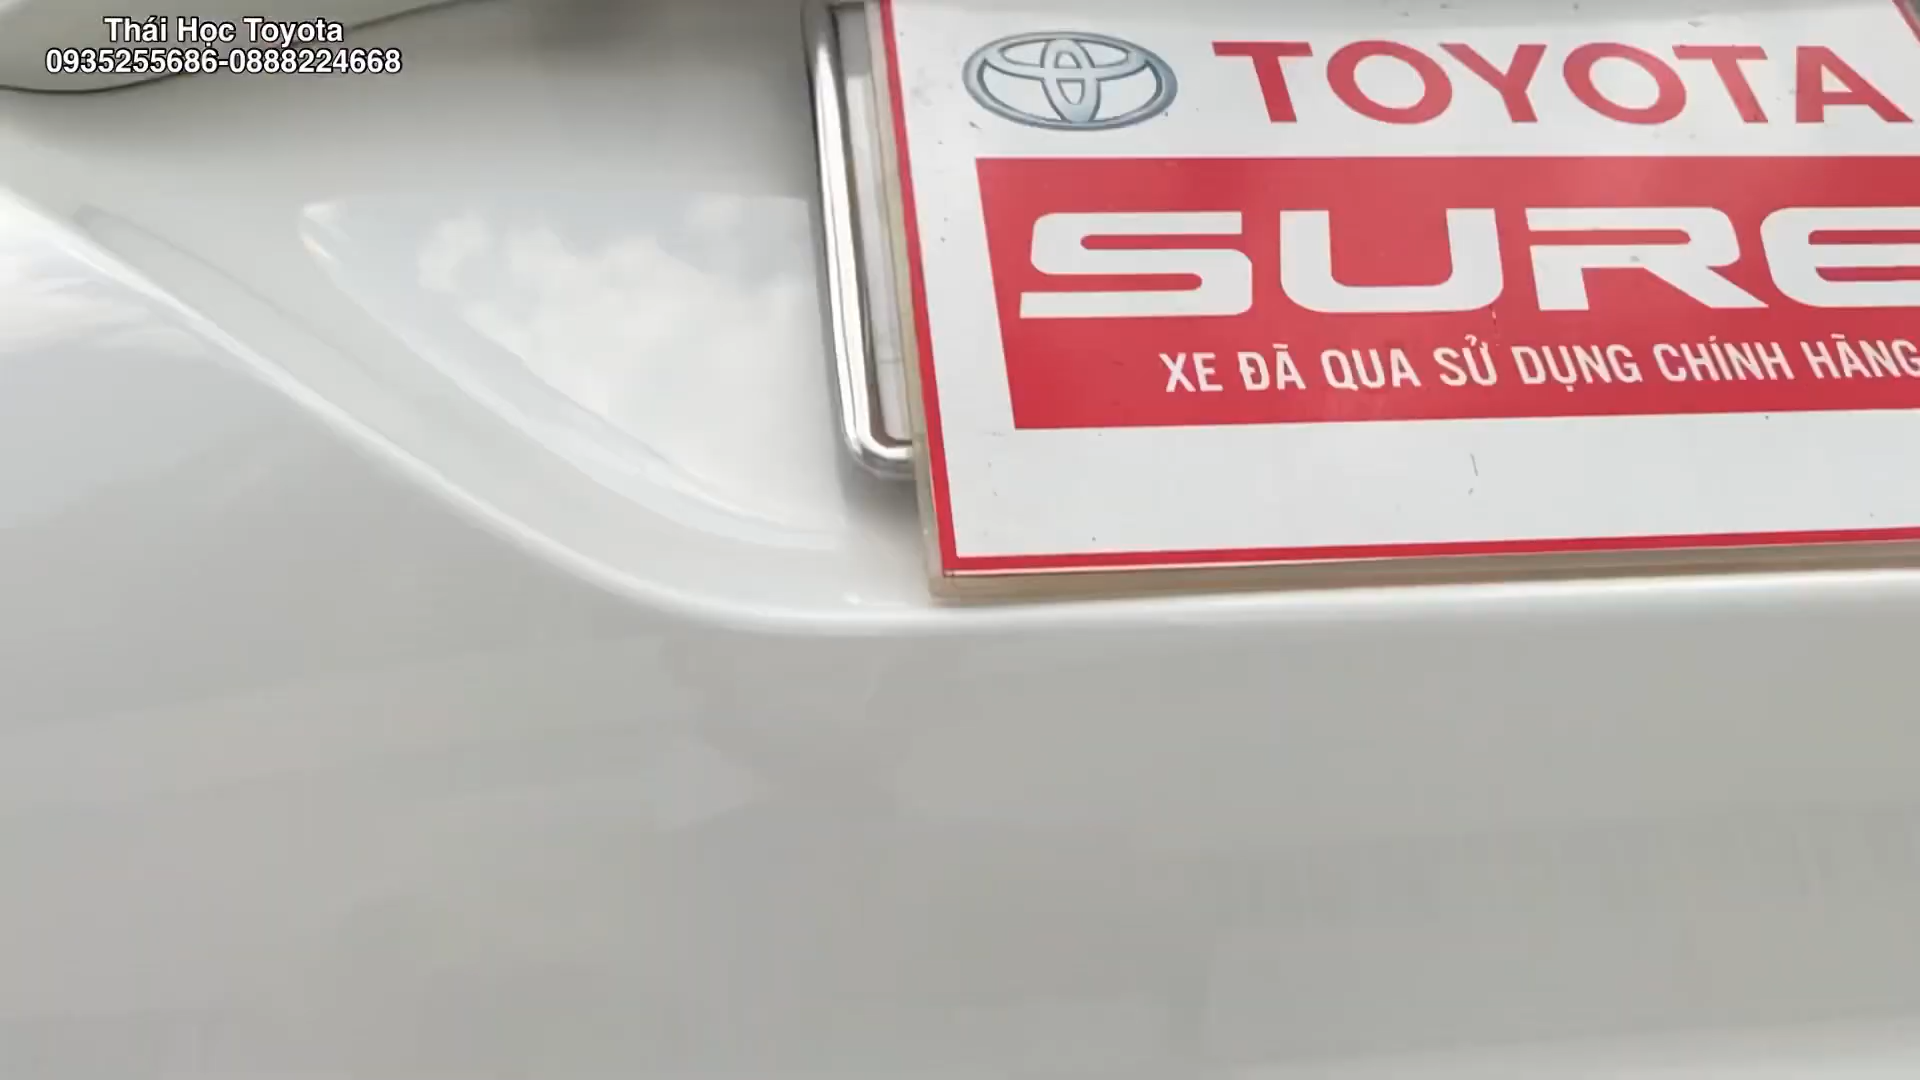 Thái Học Toyota
0935255686-0888224668
TOYOTA
SURE
XE ĐÃ QUA SỬ DỤNG CHÍNH HÃNG